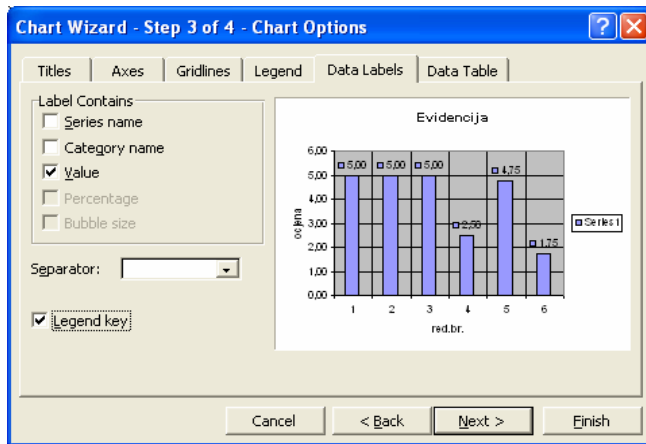 Chart Wizard - Step 3 of 4 - Chart Options
Titles Axes Gridlines Legend Data Labels Data Table
Label Contains
Series name
Category name
Value
Percentage
Bubble size
Separator:
Legend key
Evidencija
6,00
5,00
4,00
3,00
2,00
1,00
0,00
ocjena
5,00 5,00 5,00 2,50 4,75 1,75
1 2 3 4 5 6
red.br.
Series1
Cancel < Back Next > Finish